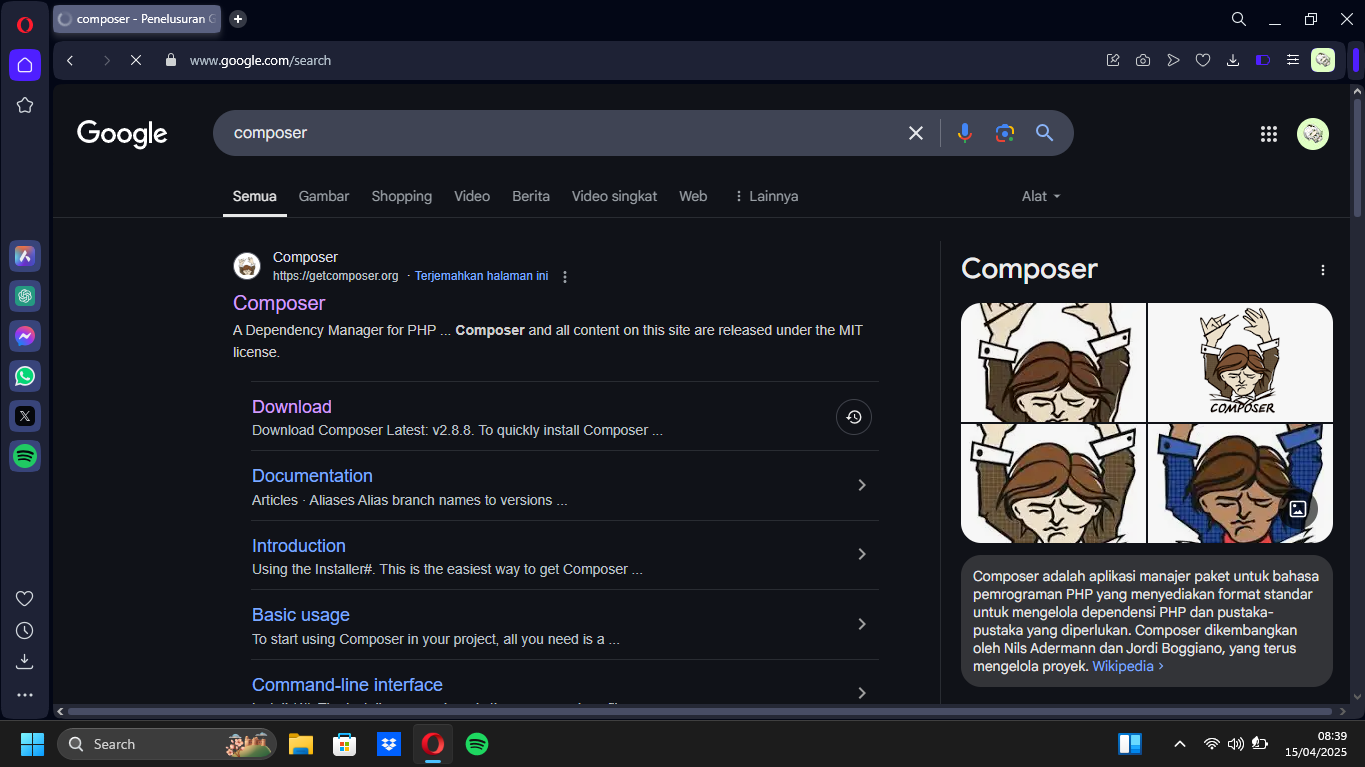 composer - Penelusuran G
www.google.com/search
Google
composer
Semua
Gambar
Shopping
Video
Berita
Video singkat
Web
Lainnya
Alat
Composer
https://getcomposer.org · Terjemahkan halaman ini
Composer
A Dependency Manager for PHP ... Composer and all content on this site are released under the MIT
license.
Download
Download Composer Latest: v2.8.8. To quickly install Composer ...
Documentation
Articles · Aliases Alias branch names to versions ...
Introduction
Using the Installer#. This is the easiest way to get Composer ...
Basic usage
To start using Composer in your project, all you need is a ...
Command-line interface
Composer
COMPOSER
Composer adalah aplikasi manajer paket untuk bahasa
pemrograman PHP yang menyediakan format standar
untuk mengelola dependensi PHP dan pustaka-
pustaka yang diperlukan. Composer dikembangkan
oleh Nils Adermann dan Jordi Boggiano, yang terus
mengelola proyek. Wikipedia
Search
08:39
15/04/2025